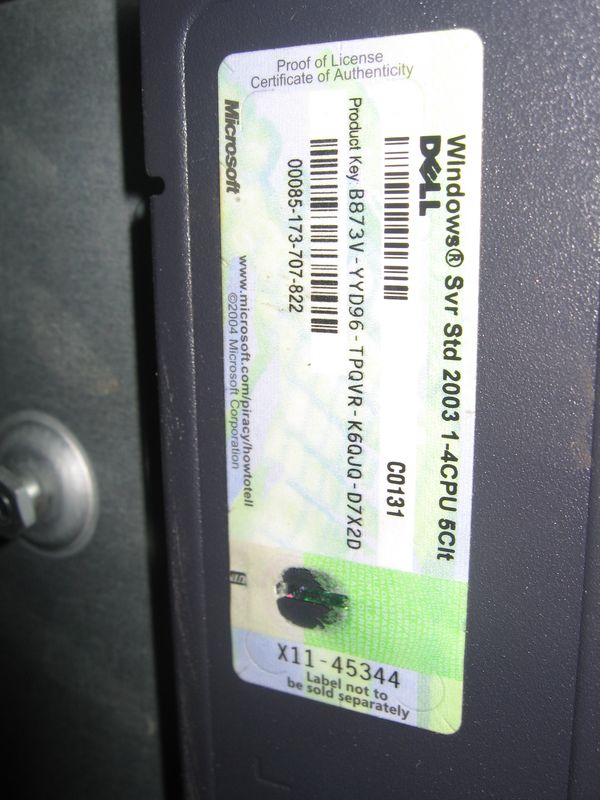 Proof of License
Certificate of Authenticity
Windows® Svr Std 2003 1-4CPU 5Clt
DELL
C0131
Product Key: B873V-YYD96-TPQVR-K6QJQ-D7X2D
00085-173-707-822
Microsoft®
www.microsoft.com/piracy/howtotell
©2004 Microsoft Corporation
X11-45344
Label not to
be sold separately